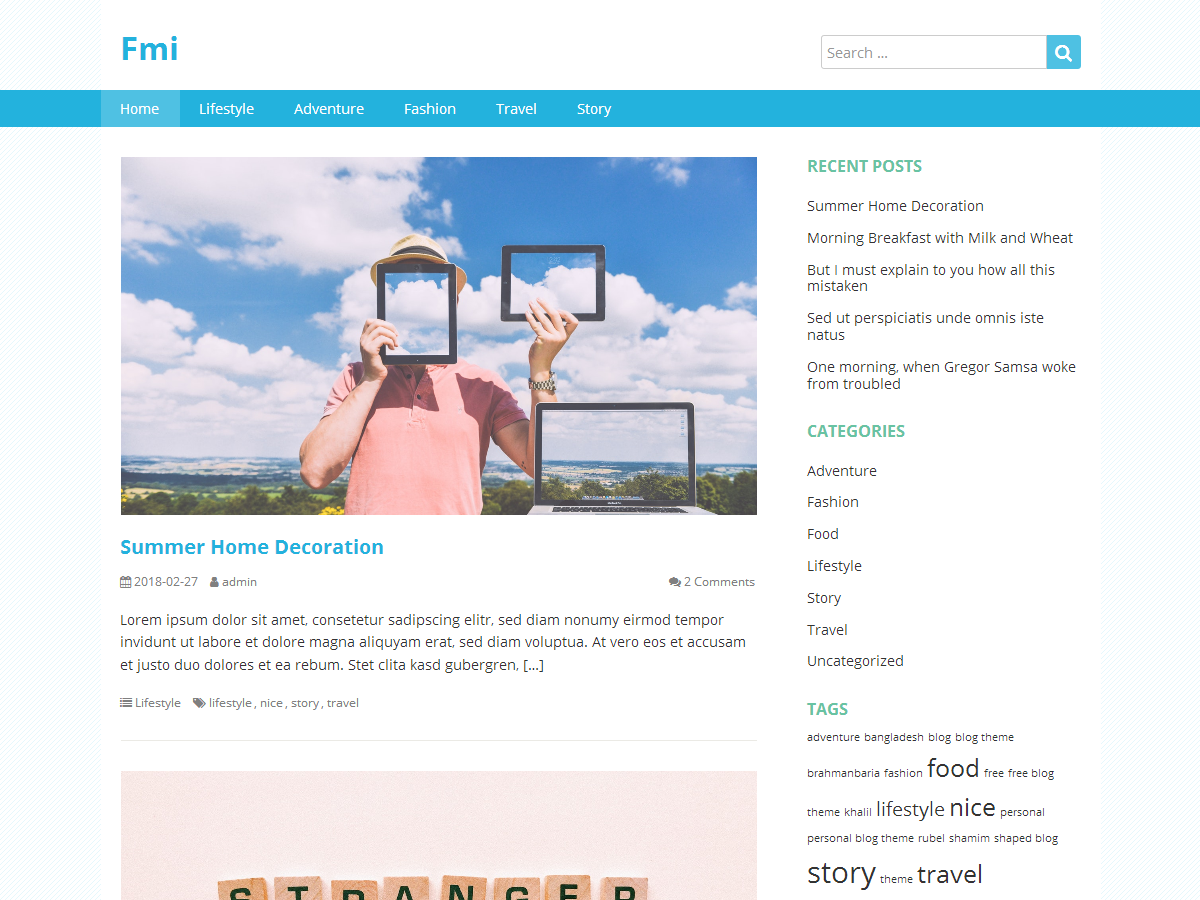 Fmi
Search ...
Home Lifestyle Adventure Fashion Travel Story
Summer Home Decoration
2018-02-27 admin 2 Comments
Lorem ipsum dolor sit amet, consetetur sadipscing elitr, sed diam nonumy eirmod tempor
invidunt ut labore et dolore magna aliquyam erat, sed diam voluptua. At vero eos et accusam
et justo duo dolores et ea rebum. Stet clita kasd gubergren, [...]
Lifestyle lifestyle, nice, story, travel
STRANGER
RECENT POSTS
Summer Home Decoration
Morning Breakfast with Milk and Wheat
But I must explain to you how all this
mistaken
Sed ut perspiciatis unde omnis iste
natus
One morning, when Gregor Samsa woke
from troubled
CATEGORIES
Adventure
Fashion
Food
Lifestyle
Story
Travel
Uncategorized
TAGS
adventure bangladesh blog blog theme
brahmanbaria fashion food free free blog
theme khalil lifestyle nice personal
personal blog theme rubel shamim shaped blog
story theme travel